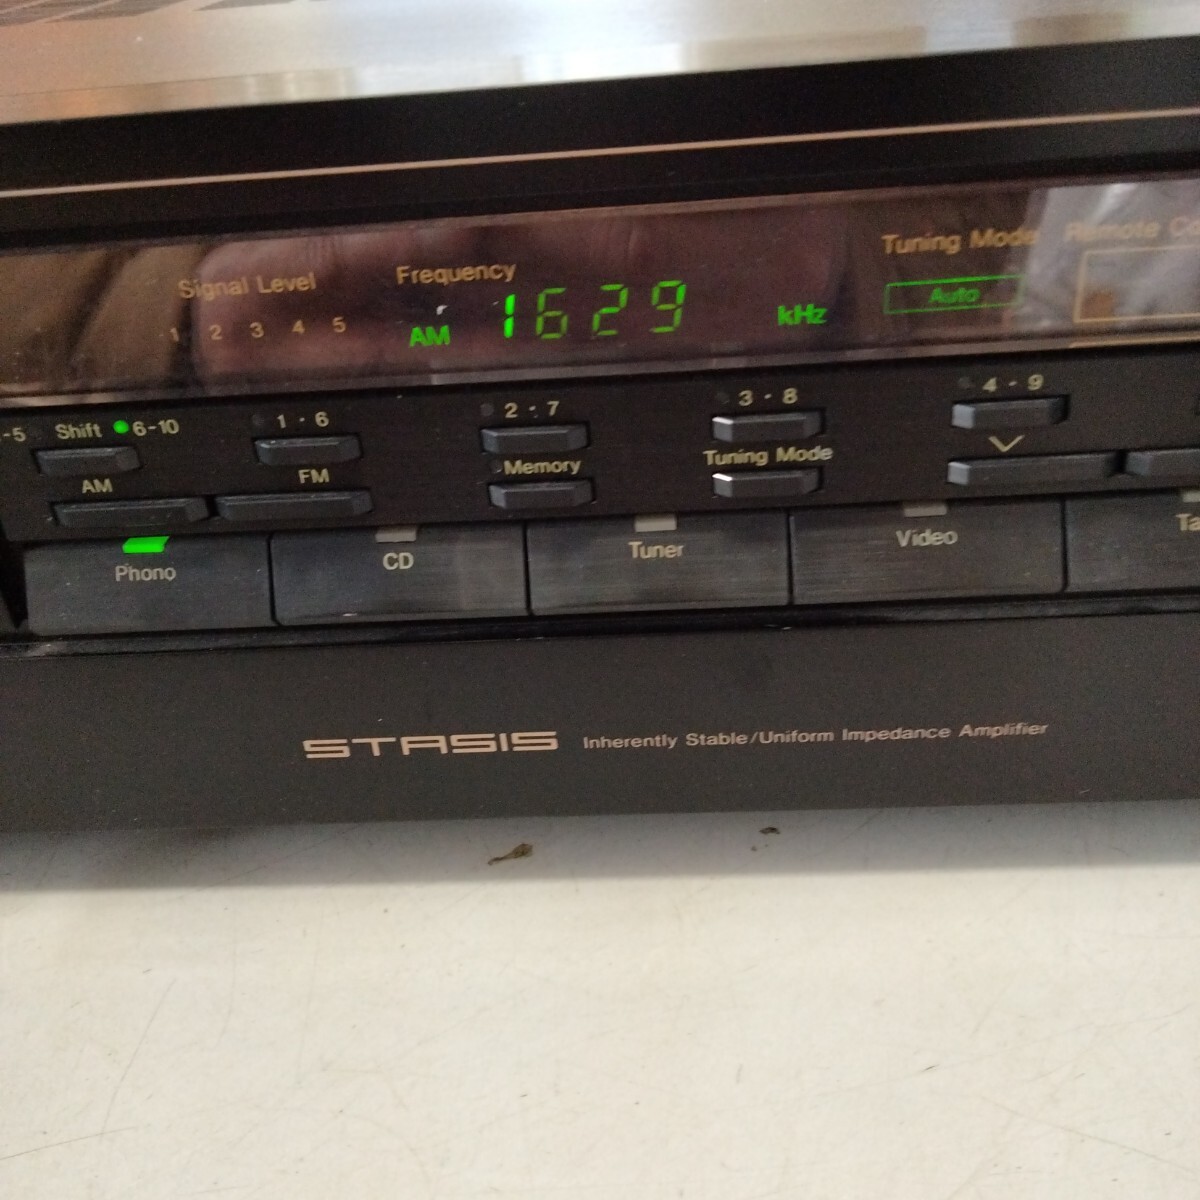 Signal Level Frequency Tuning Mode Remote
1 2 3 4 5 AM 1629 kHz Auto
-5 Shift 6-10 1 · 6 2 · 7 3 · 8 4 · 9
AM FM Memory Tuning Mode
Phono CD Tuner Video
STASIS Inherently Stable/Uniform Impedance Amplifier